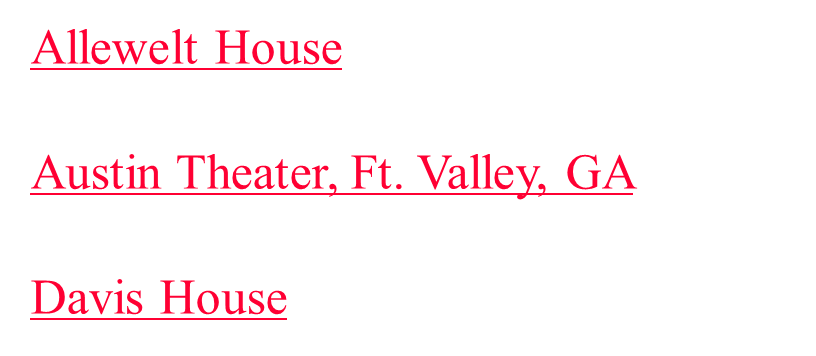 Allewelt House
Austin Theater, Ft. Valley, GA
Davis House